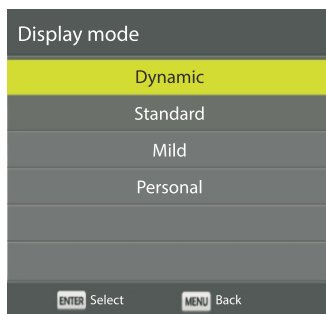 Display mode
Dynamic
Standard
Mild
Personal
ENTER Select MENU Back